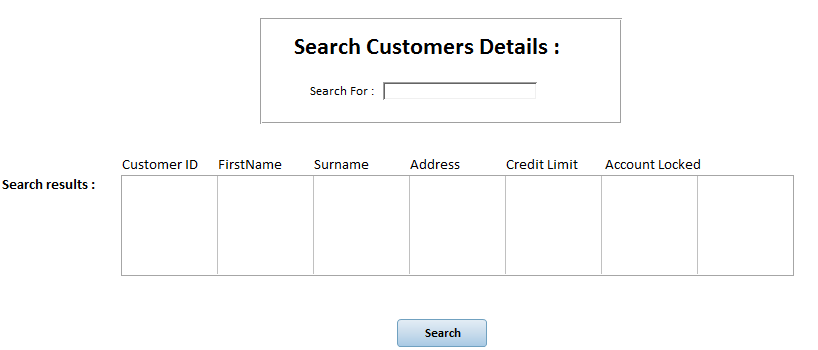 Search Customers Details :
Search For :
Customer ID FirstName Surname Address Credit Limit Account Locked
Search results :
Search